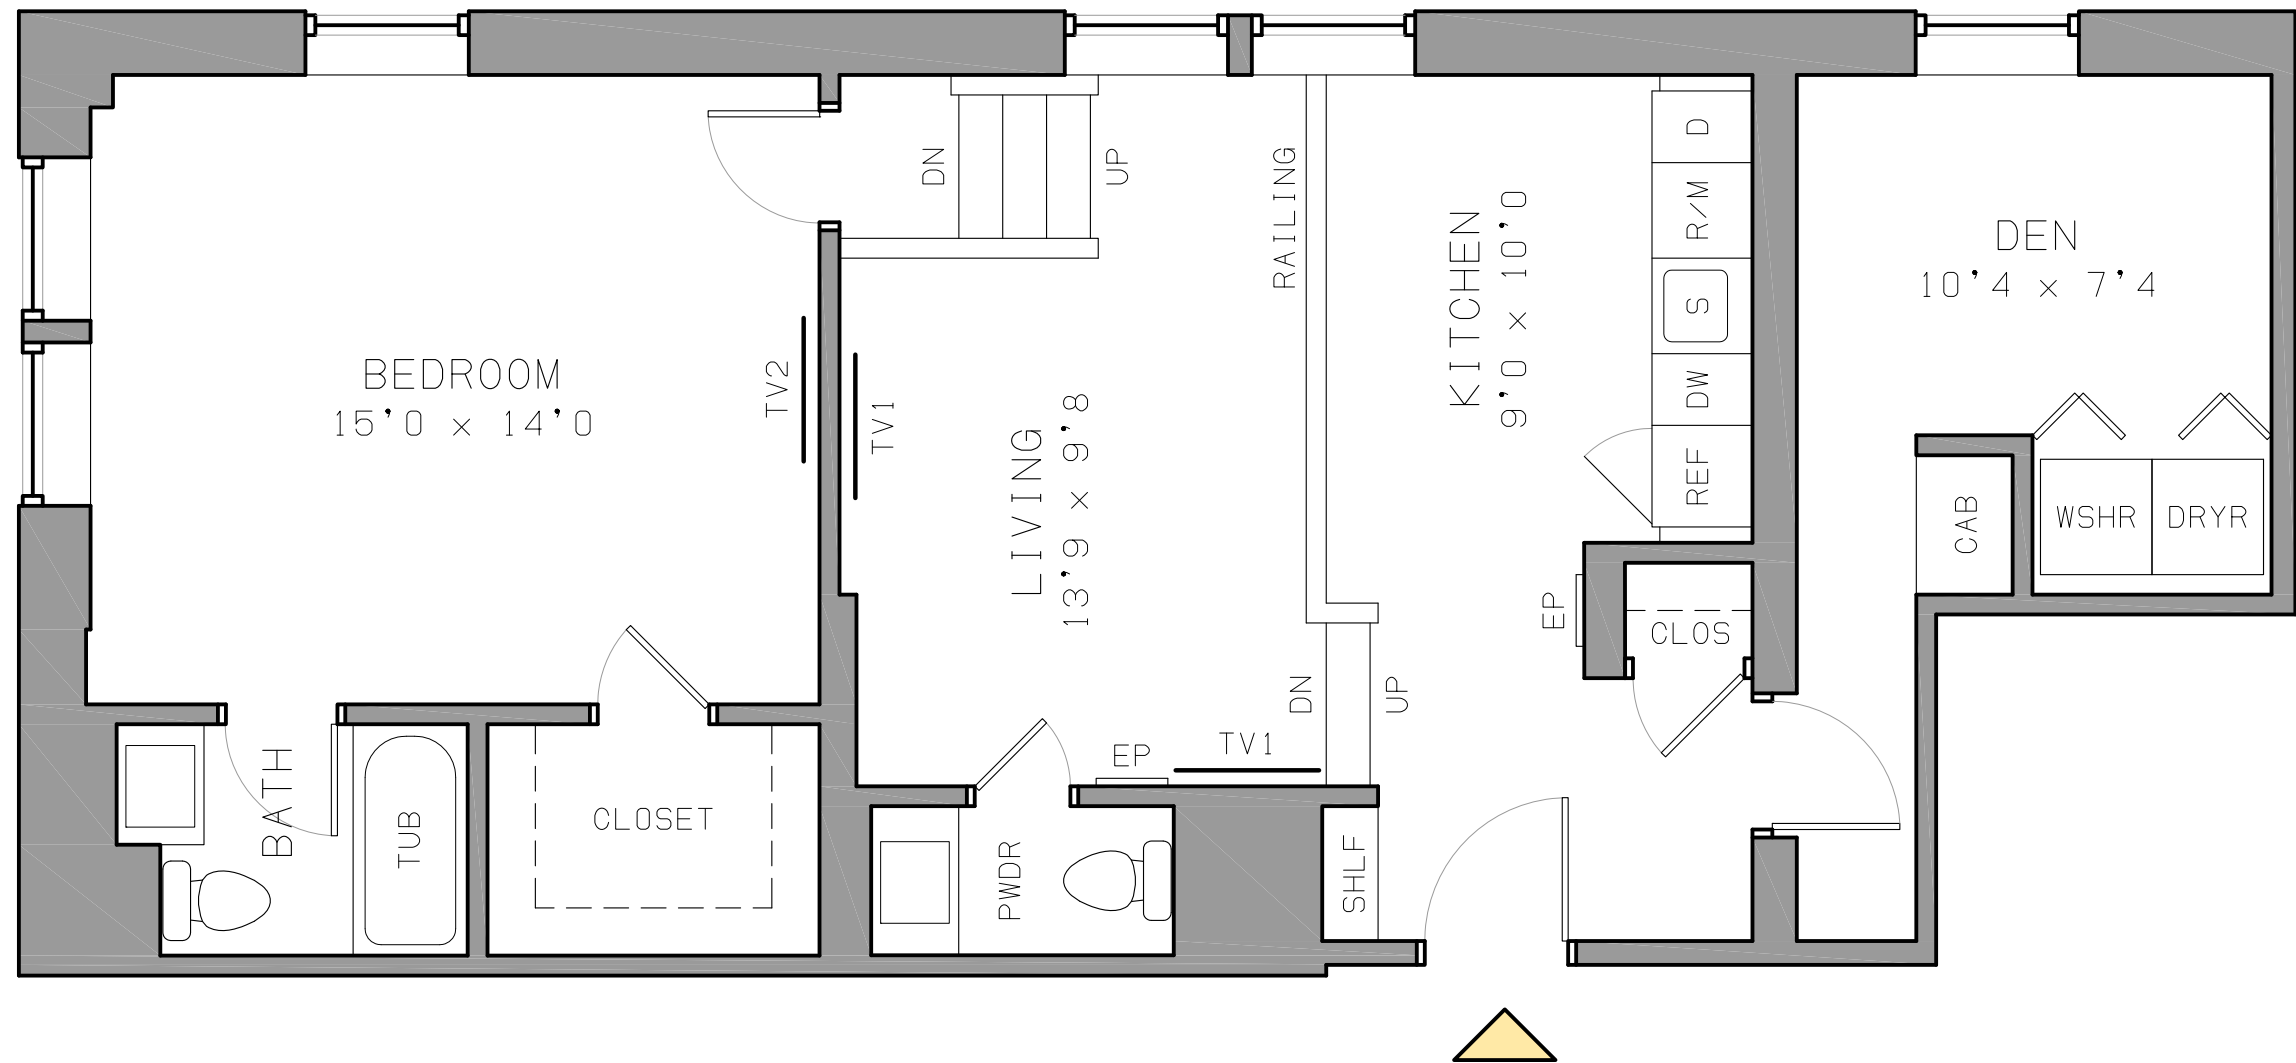 BEDROOM
15'0 x 14'0
TV2
TV1
DN
UP
RAILING
LIVING
13'9 x 9'8
KITCHEN
9'0 x 10'0
D
R/M
S
DW
REF
DEN
10'4 x 7'4
CAB
WSHR
DRYR
EP
CLOS
DN
UP
EP
TV1
BATH
TUB
CLOSET
PWDR
SHLF